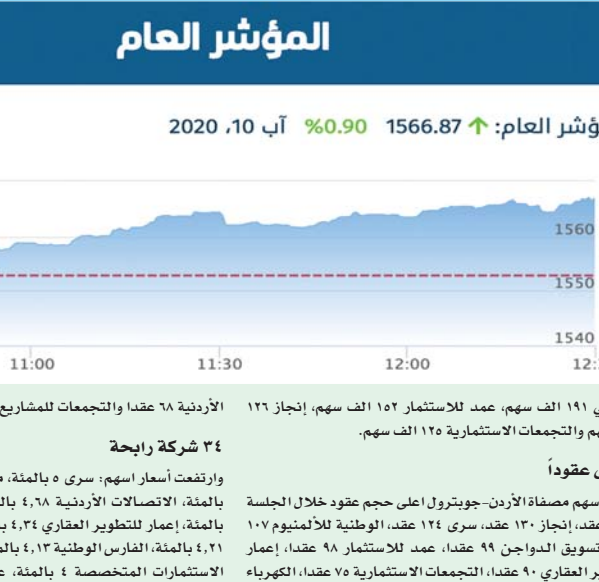 المؤشر العام
ؤشر العام: ↑ 1566.87 0.90% آب 10، 2020
1560
1550
1540
11:00 11:30 12:00
١٩١ الف سهم، عمد للاستثمار ١٥٢ الف سهم، إنجاز ١٢٦
والتجمعات الاستثمارية ١٢٥ الف سهم.
عقوداً
سهم مصفاة الأردن-جوبترول اعلى حجم عقود خلال الجلسة
عقد، إنجاز ١٣٠ عقد، سرى ١٢٤ عقد، الوطنية للألمنيوم ١٠٧
تسويق الدواجن ٩٩ عقدا، عمد للاستثمار ٩٨ عقدا، إعمار
العقاري ٩٠ عقدا، التجمعات الاستثمارية ٧٥ عقدا، الكهرباء
الأردنية ٦٨ عقدا والتجمعات للمشاريع
٣٤ شركة رابحة
وارتفعت أسعار اسهم: سرى ٥ بالمئة،
بالمئة، الاتصالات الأردنية ٤,٦٨
بالمئة، إعمار للتطوير العقاري ٤,٣٤
٤,٢١ بالمئة، الفارس الوطنية ٤,١٣
الاستثمارات المتخصصة ٤ بالمئة،